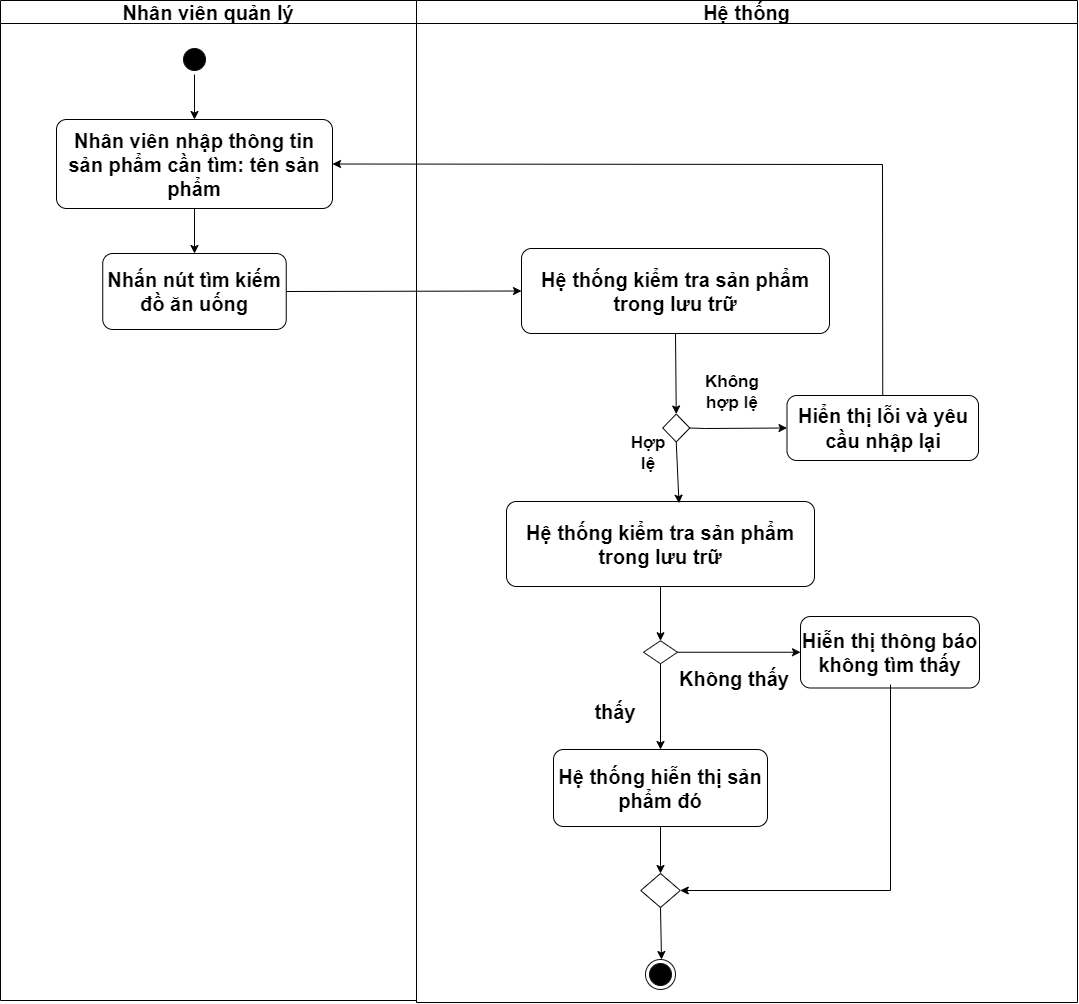 Nhân viên quản lý
Hệ thống
Nhân viên nhập thông tin
sản phẩm cần tìm: tên sản
phẩm
Nhấn nút tìm kiếm
đồ ăn uống
Hệ thống kiểm tra sản phẩm
trong lưu trữ
Không
hợp lệ
Hiển thị lỗi và yêu
cầu nhập lại
Hợp
lệ
Hệ thống kiểm tra sản phẩm
trong lưu trữ
Hiễn thị thông báo
không tìm thấy
Không thấy
thấy
Hệ thống hiễn thị sản
phẩm đó